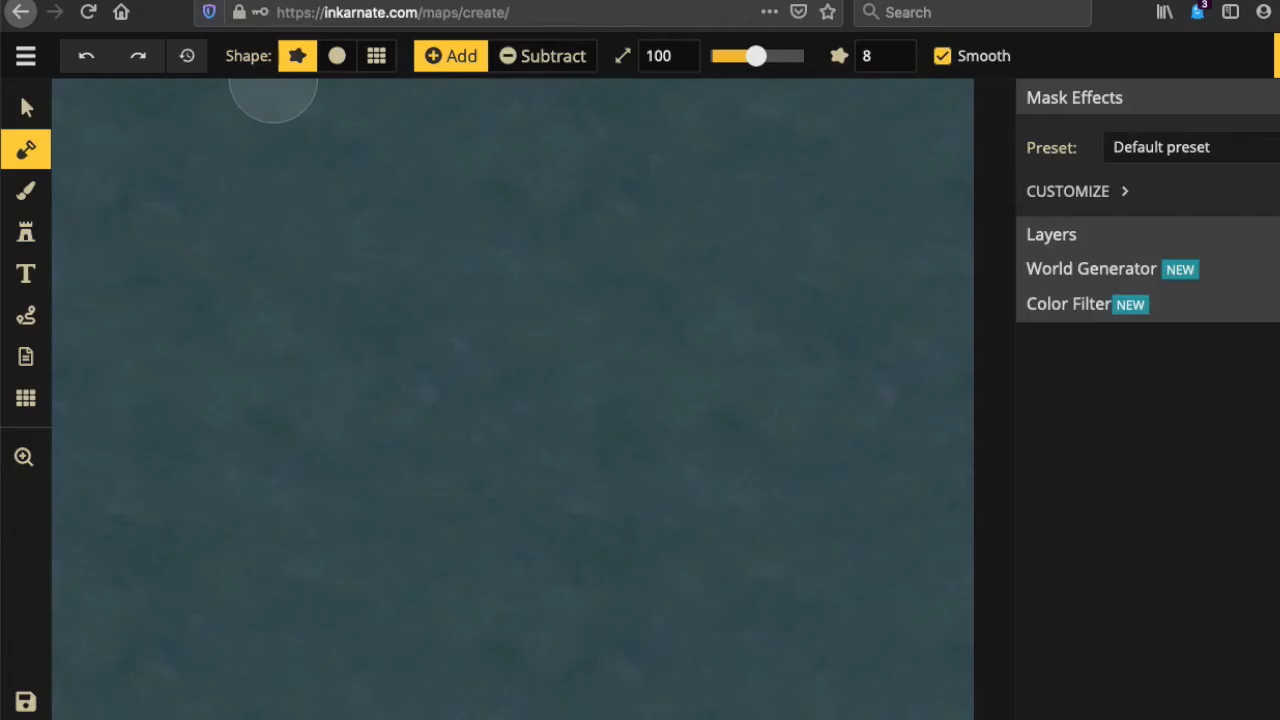 https://inkarnate.com/maps/create/
Search
3
Shape:
Add
Subtract
100
8
Smooth
Mask Effects
Preset: Default preset
CUSTOMIZE
Layers
World Generator NEW
Color Filter NEW
T